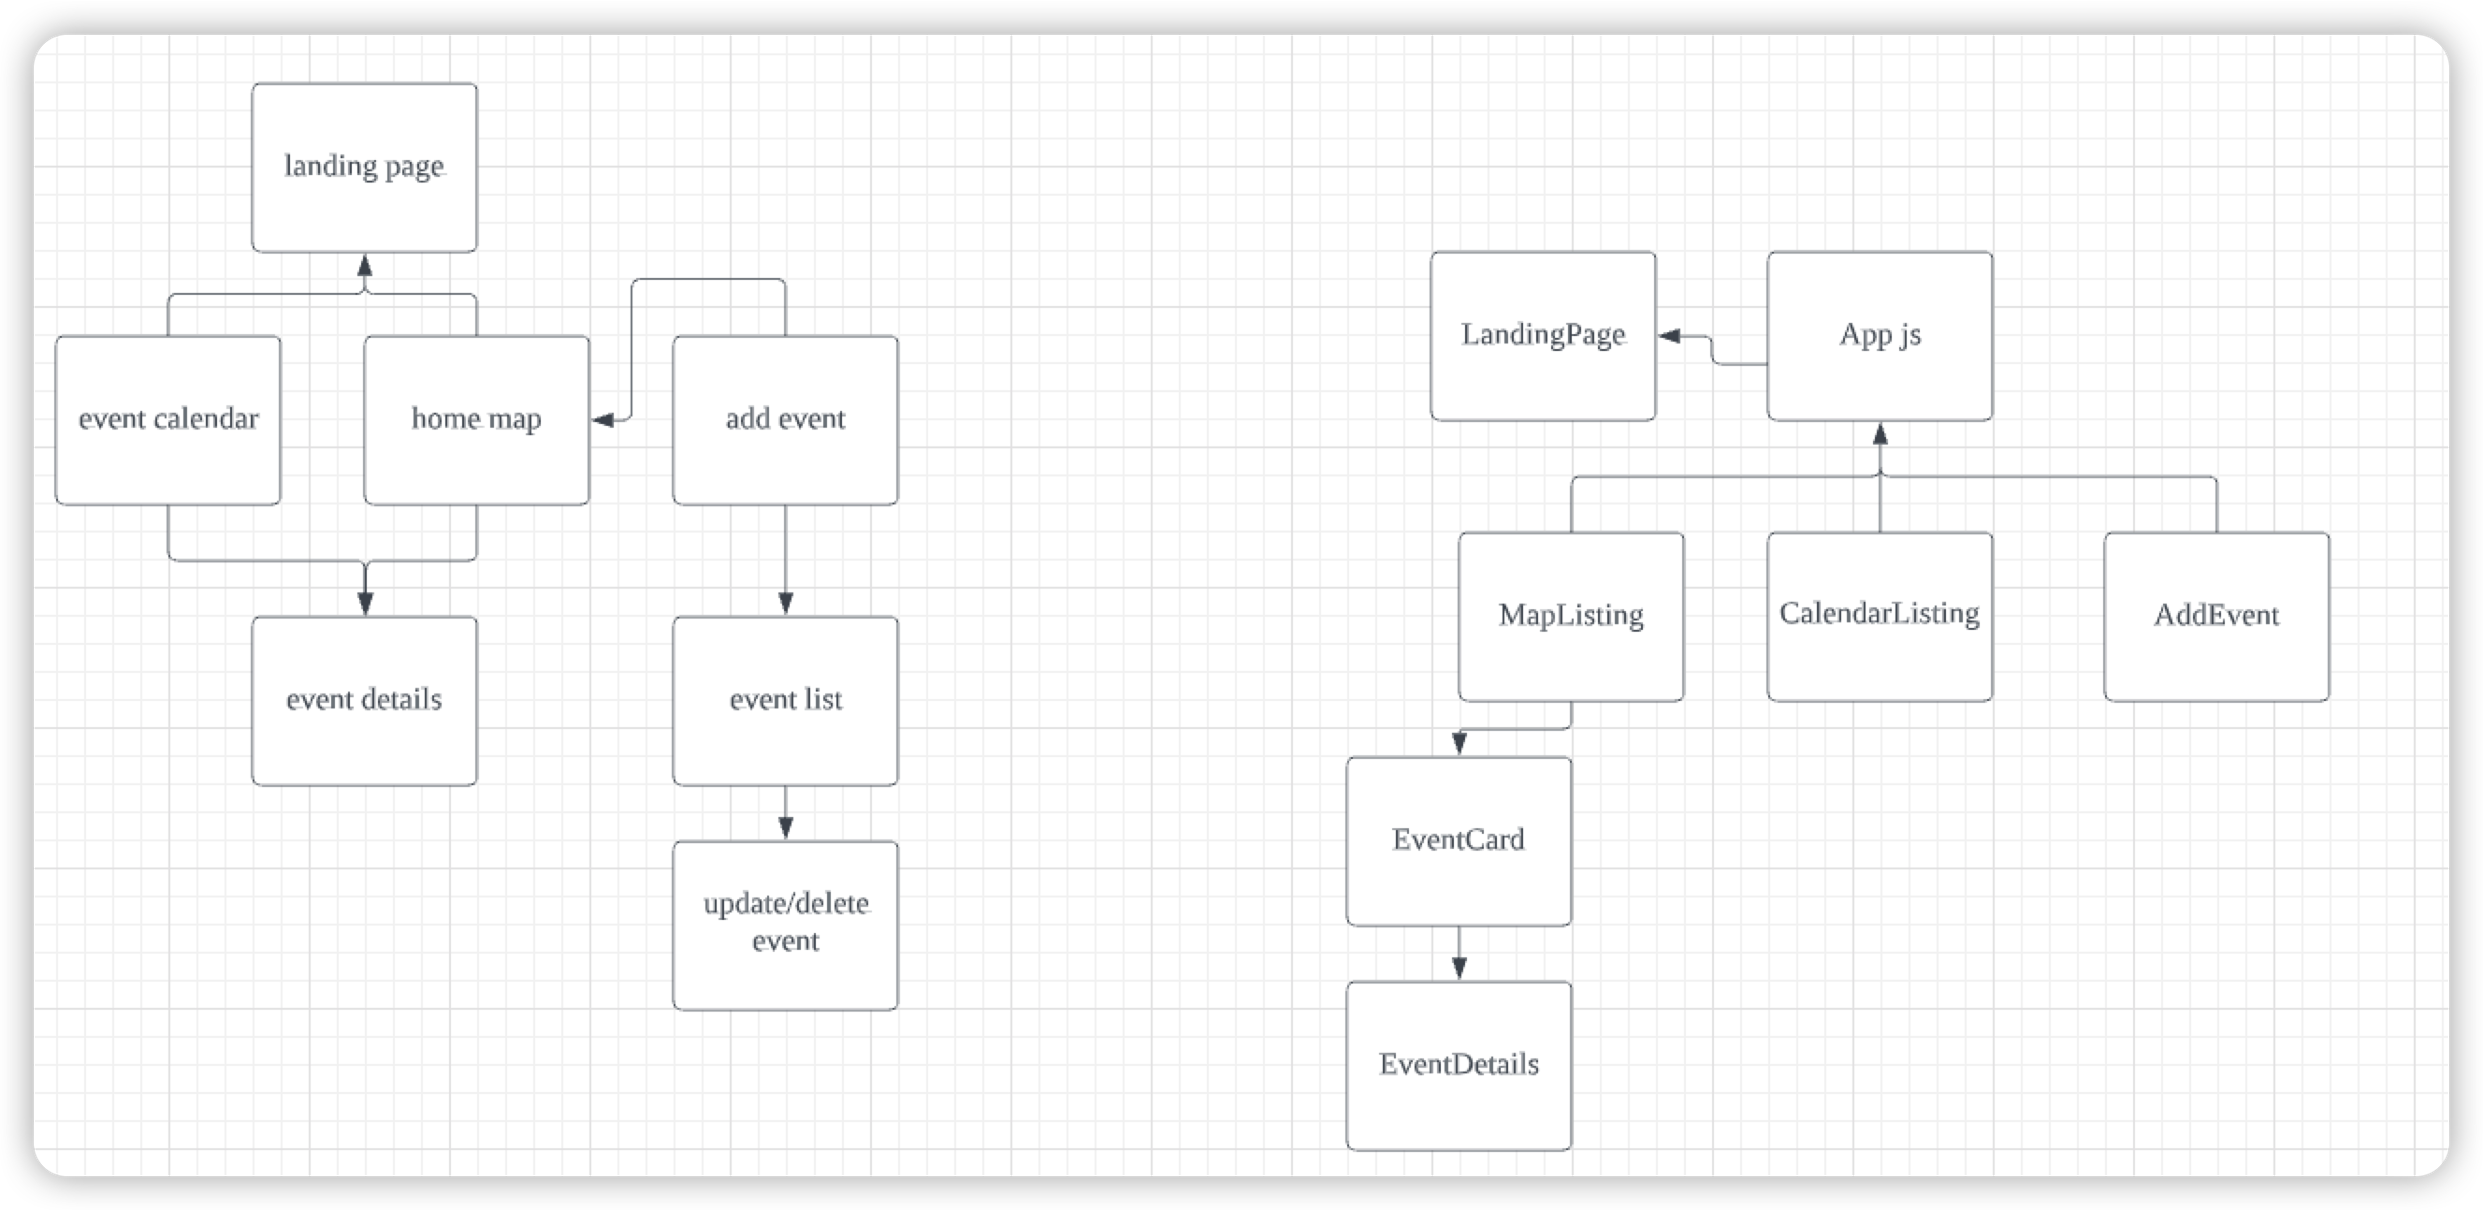 landing page
event calendar
home map
add event
event details
event list
update/delete
event
LandingPage
App js
MapListing
CalendarListing
AddEvent
EventCard
EventDetails